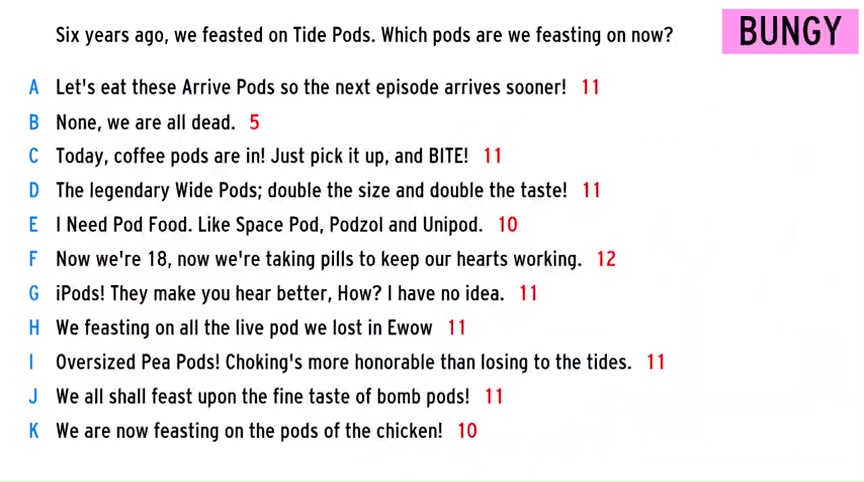 Six years ago, we feasted on Tide Pods. Which pods are we feasting on now?
BUNGY
A Let's eat these Arrive Pods so the next episode arrives sooner! 11
B None, we are all dead. 5
C Today, coffee pods are in! Just pick it up, and BITE! 11
D The legendary Wide Pods; double the size and double the taste! 11
E I Need Pod Food. Like Space Pod, Podzol and Unipod. 10
F Now we're 18, now we're taking pills to keep our hearts working. 12
G iPods! They make you hear better, How? I have no idea. 11
H We feasting on all the live pod we lost in Ewow 11
I Oversized Pea Pods! Choking's more honorable than losing to the tides. 11
J We all shall feast upon the fine taste of bomb pods! 11
K We are now feasting on the pods of the chicken! 10